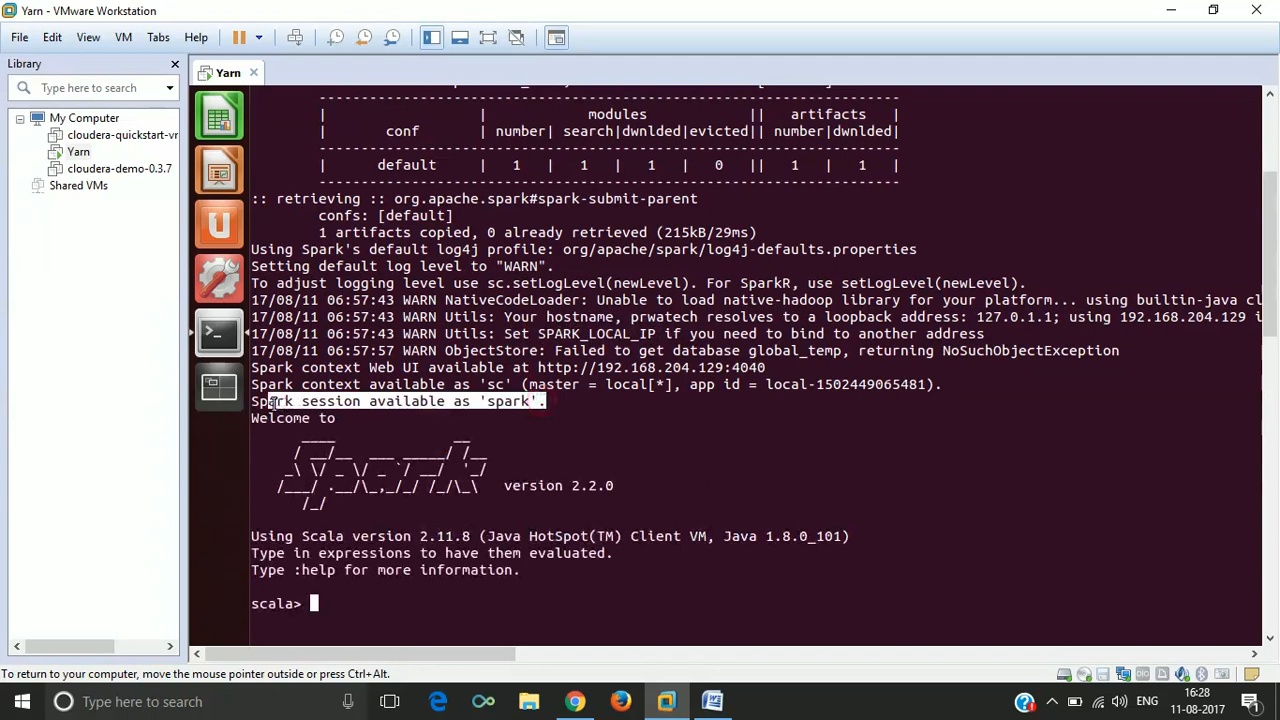 Yarn - VMware Workstation
File Edit View VM Tabs Help
Library
Type here to search
My Computer
cloudera-quickstart-vr
Yarn
cloudera-demo-0.3.7
Shared VMs
Yarn
---------------------------------------------------------------------
| | modules || artifacts |
| conf | number| search|dwnlded|evicted|| number|dwnlded|
---------------------------------------------------------------------
| default | 1 | 1 | 1 | 0 || 1 | 1 |
---------------------------------------------------------------------
:: retrieving :: org.apache.spark#spark-submit-parent
confs: [default]
1 artifacts copied, 0 already retrieved (215kB/29ms)
Using Spark's default log4j profile: org/apache/spark/log4j-defaults.properties
Setting default log level to "WARN".
To adjust logging level use sc.setLogLevel(newLevel). For SparkR, use setLogLevel(newLevel).
17/08/11 06:57:43 WARN NativeCodeLoader: Unable to load native-hadoop library for your platform... using builtin-java cl
17/08/11 06:57:43 WARN Utils: Your hostname, prwatech resolves to a loopback address: 127.0.1.1; using 192.168.204.129 i
17/08/11 06:57:43 WARN Utils: Set SPARK_LOCAL_IP if you need to bind to another address
17/08/11 06:57:57 WARN ObjectStore: Failed to get database global_temp, returning NoSuchObjectException
Spark context Web UI available at http://192.168.204.129:4040
Spark context available as 'sc' (master = local[*], app id = local-1502449065481).
Spark session available as 'spark'.
Welcome to
Spark version 2.2.0
Using Scala version 2.11.8 (Java HotSpot(TM) Client VM, Java 1.8.0_101)
Type in expressions to have them evaluated.
Type :help for more information.
scala>
To return to your computer, move the mouse pointer outside or press Ctrl+Alt.
Type here to search
ENG
16:28
11-08-2017